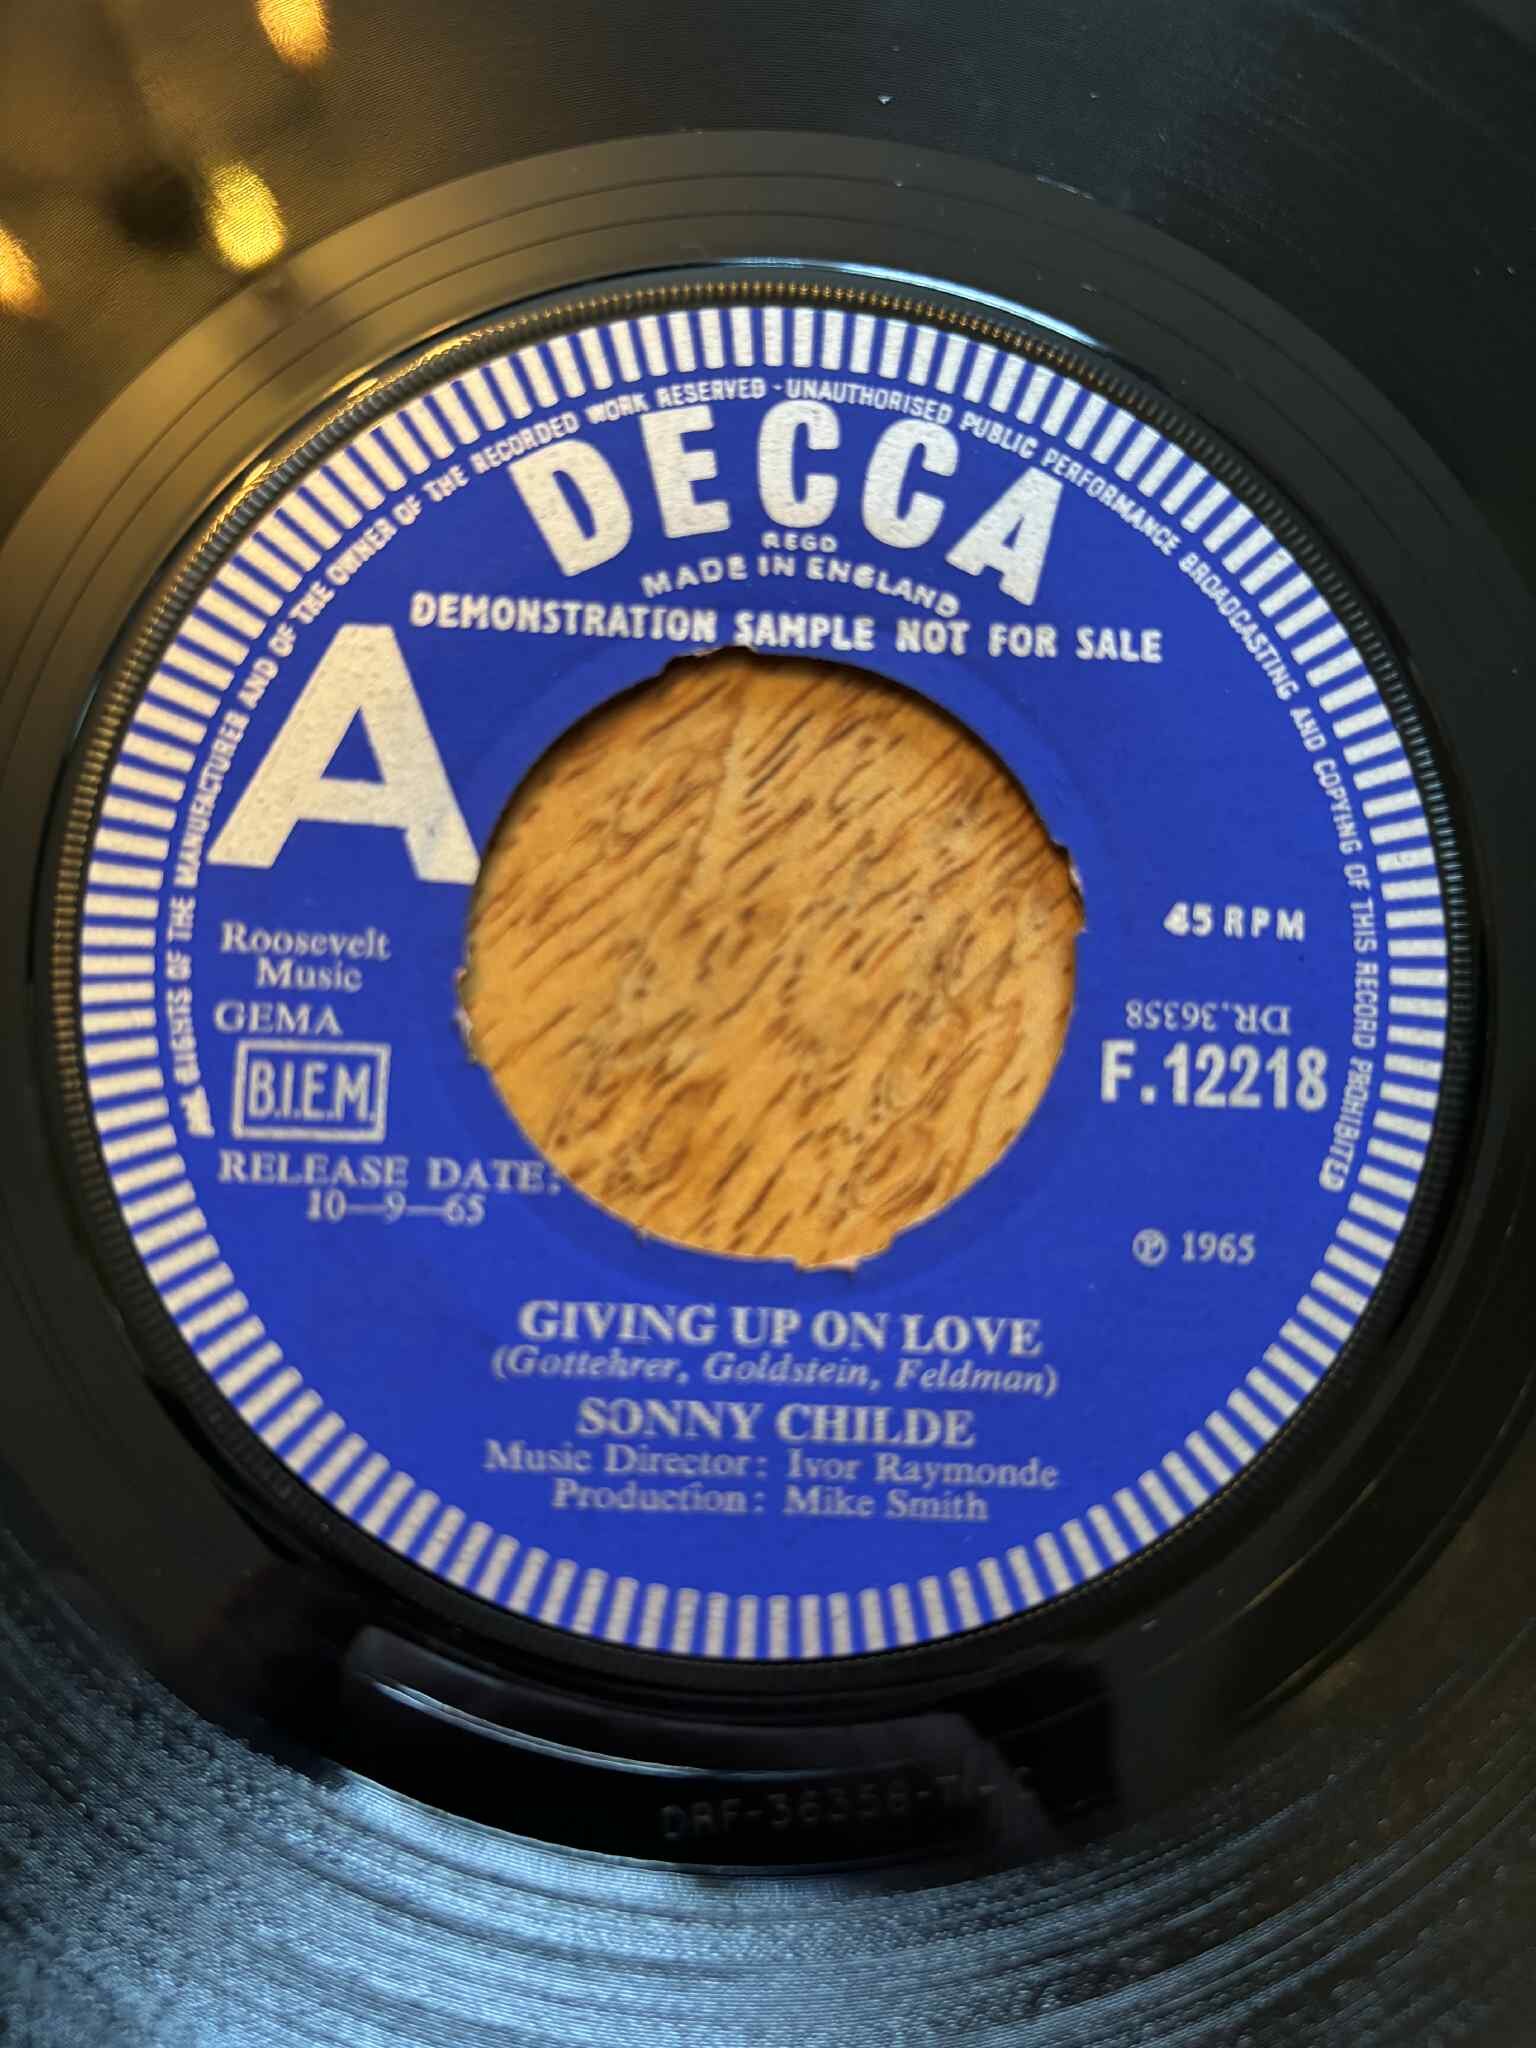 ALL RIGHTS OF THE MANUFACTURER AND OF THE OWNER OF THE RECORDED WORK RESERVED · UNAUTHORISED PUBLIC PERFORMANCE BROADCASTING AND COPYING OF THIS RECORD PROHIBITED
DECCA
REGD
MADE IN ENGLAND
DEMONSTRATION SAMPLE NOT FOR SALE
A
45 RPM
Roosevelt
Music
GEMA
B.I.E.M.
DR.36358
F.12218
RELEASE DATE:
10—9—65
℗ 1965
GIVING UP ON LOVE
(Gottehrer, Goldstein, Feldman)
SONNY CHILDE
Music Director: Ivor Raymonde
Production: Mike Smith